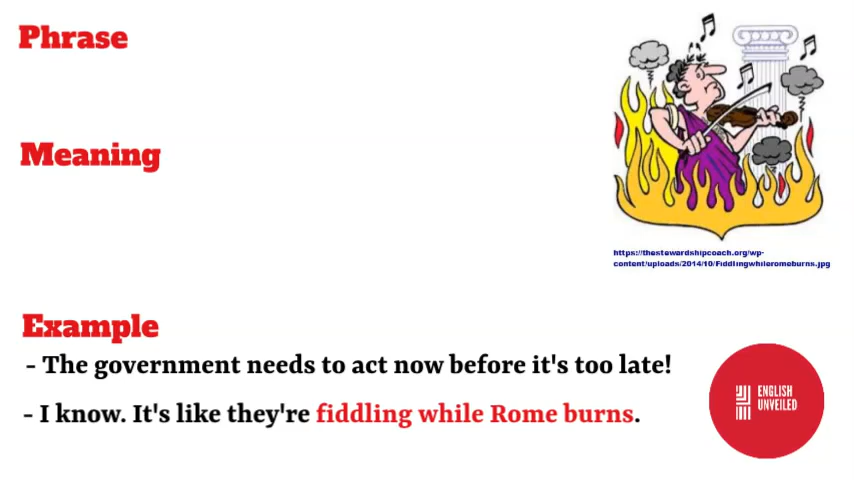 Phrase
Meaning
https://thestewardshipcoach.org/wp-
content/uploads/2014/10/Fiddlingwhileromeburns.jpg
Example
- The government needs to act now before it's too late!
- I know. It's like they're fiddling while Rome burns.
ENGLISH
UNVEILED